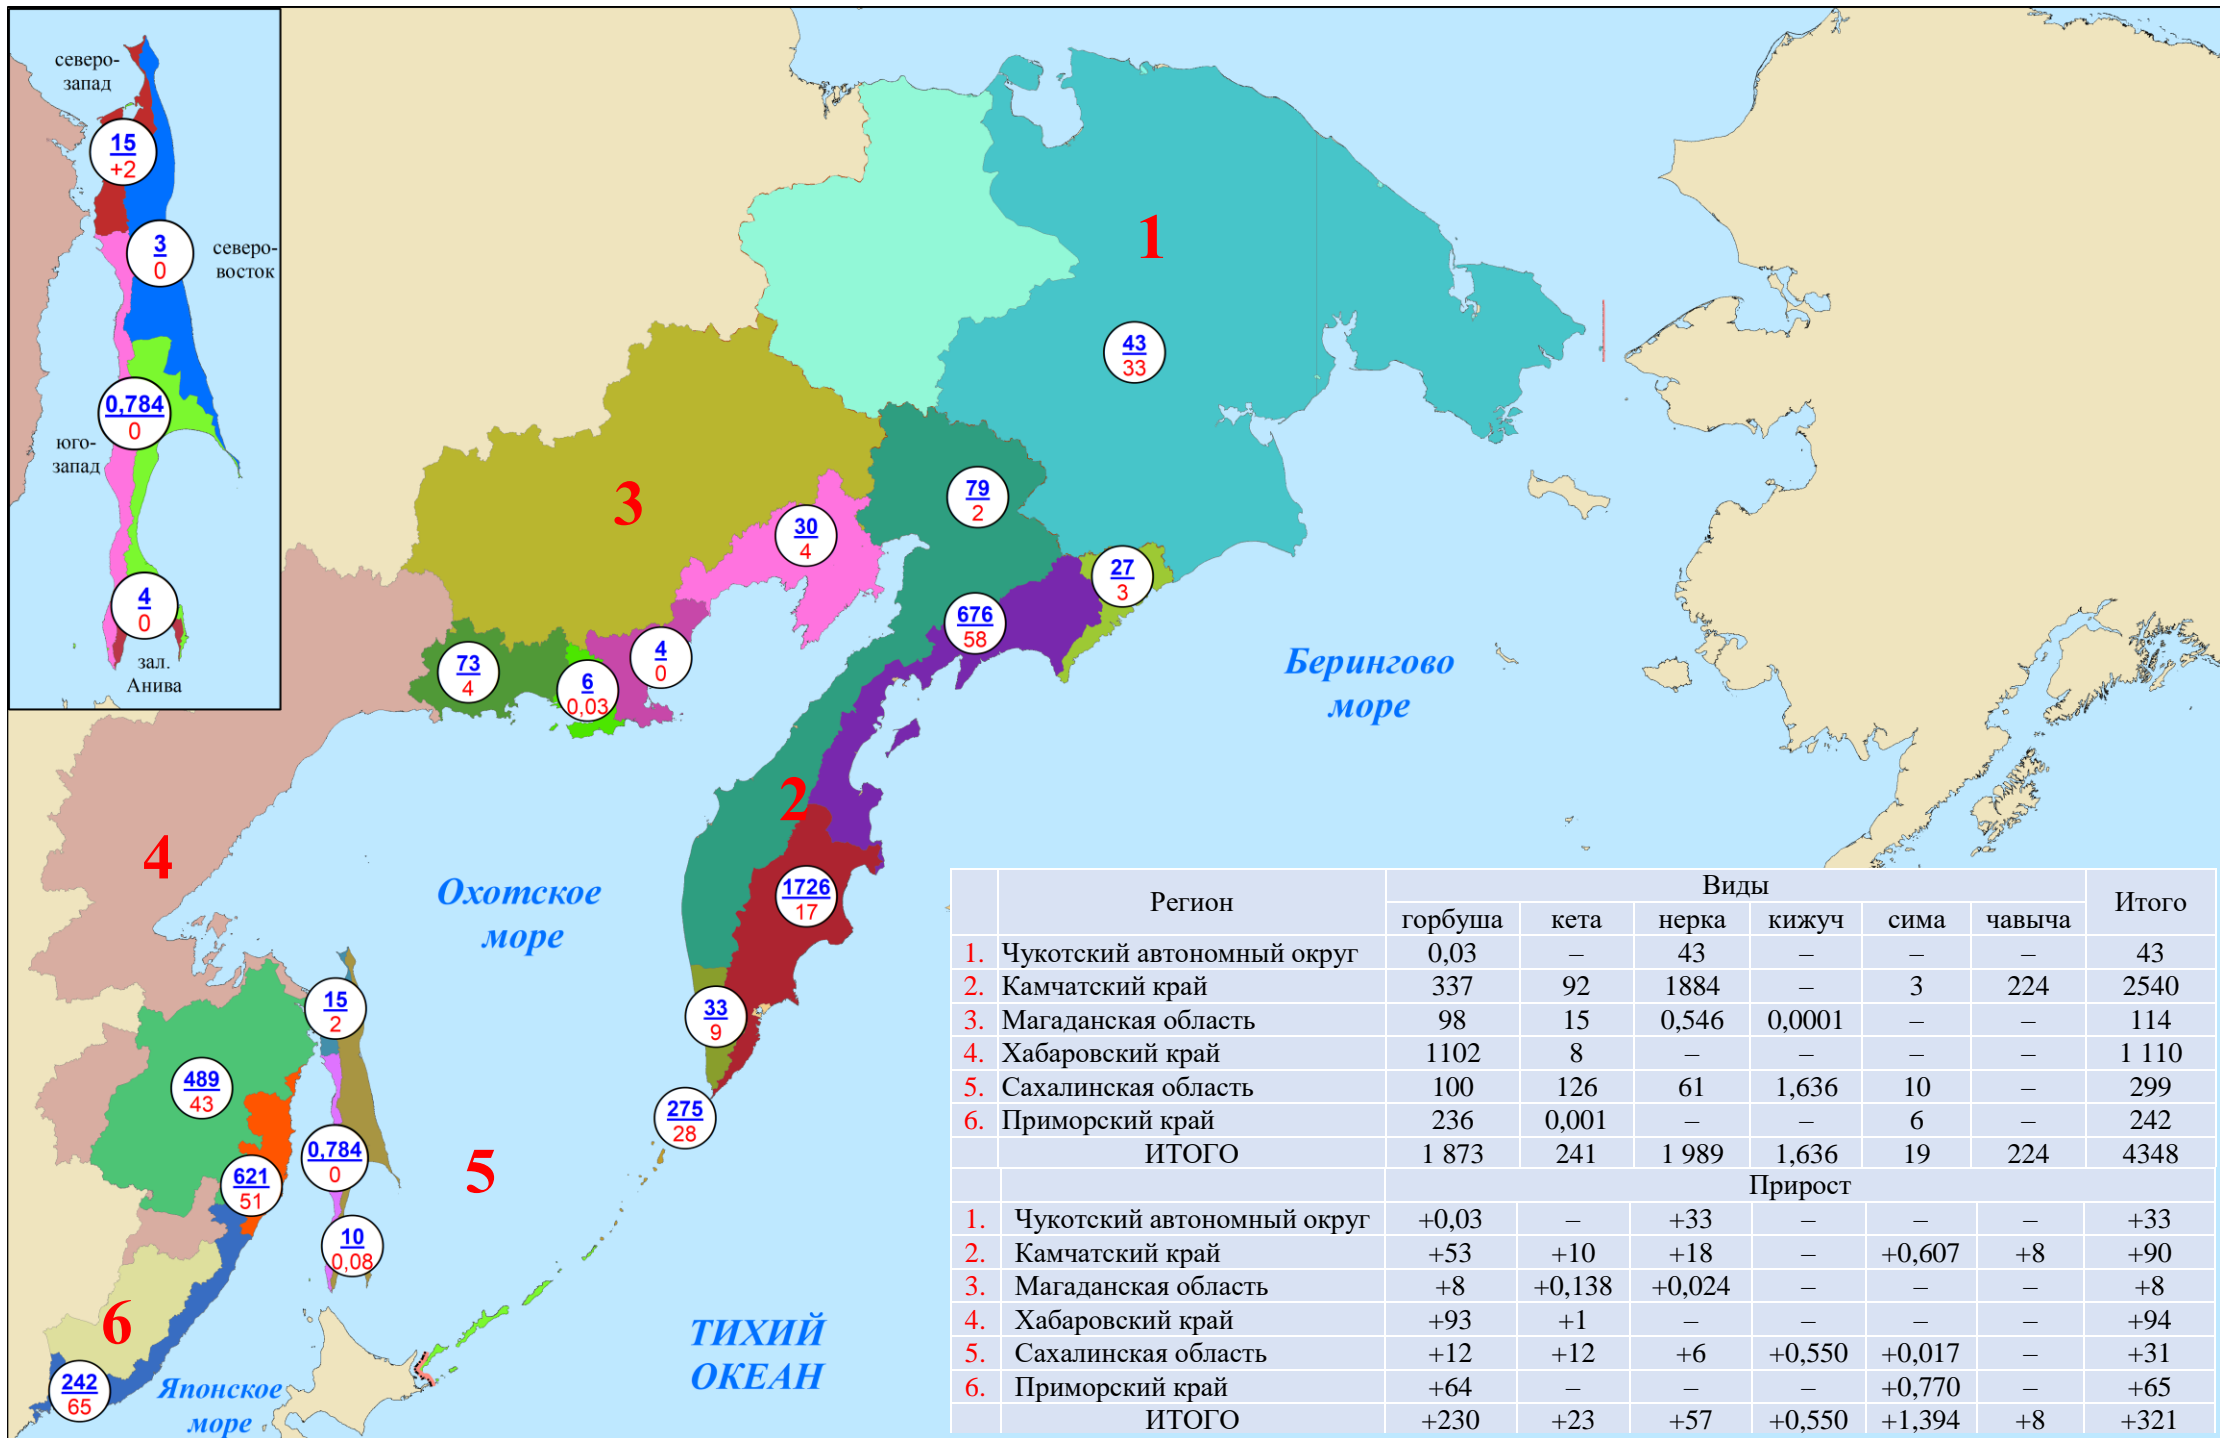 северо-
запад
15
+2
3
0
северо-
восток
0,784
0
юго-
запад
4
0
зал.
Анива
1
43
33
3
79
2
30
4
27
3
676
58
4
0
73
4
6
0,03
Берингово
море
2
4
1726
17
Охотское
море
15
2
33
9
489
43
275
28
0,784
0
621
51
5
10
0,08
6
242
65
Японское
море
ТИХИЙ
ОКЕАН
Регион Виды Итого
горбуша кета нерка кижуч сима чавыча
1. Чукотский автономный округ 0,03 – 43 – – – 43
2. Камчатский край 337 92 1884 – 3 224 2540
3. Магаданская область 98 15 0,546 0,0001 – – 114
4. Хабаровский край 1102 8 – – – – 1 110
5. Сахалинская область 100 126 61 1,636 10 – 299
6. Приморский край 236 0,001 – – 6 – 242
ИТОГО 1 873 241 1 989 1,636 19 224 4348
Прирост
1. Чукотский автономный округ +0,03 – +33 – – – +33
2. Камчатский край +53 +10 +18 – +0,607 +8 +90
3. Магаданская область +8 +0,138 +0,024 – – – +8
4. Хабаровский край +93 +1 – – – – +94
5. Сахалинская область +12 +12 +6 +0,550 +0,017 – +31
6. Приморский край +64 – – – +0,770 – +65
ИТОГО +230 +23 +57 +0,550 +1,394 +8 +321